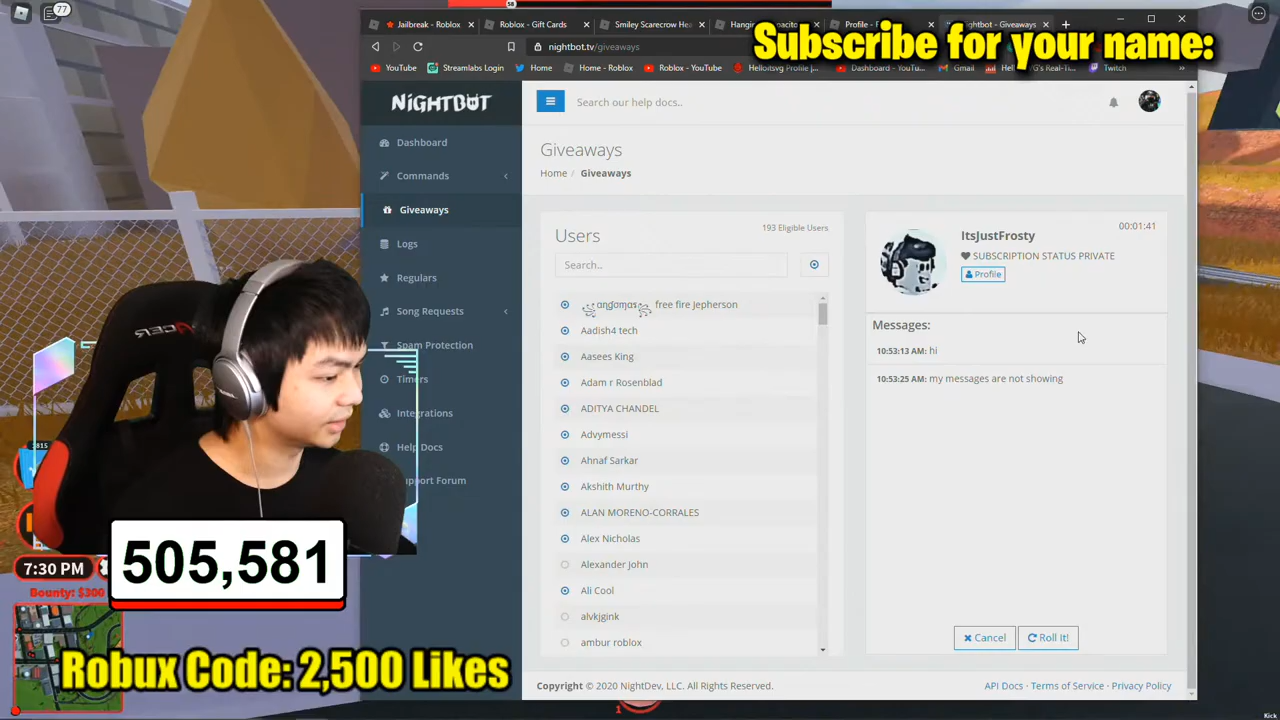 77
58
Jailbreak - Roblox
Roblox - Gift Cards
Smiley Scarecrow He
Profile
Nightbot - Giveaways
nightbot.tv/giveaways
Subscribe for your name:
YouTube
Streamlabs Login
Home
Home - Roblox
Roblox - YouTube
Helloitsvg Profile
Dashboard - YouTu...
Gmail
Twitch
NIGHTBOT
Search our help docs..
Dashboard
Commands
Giveaways
Logs
Regulars
Song Requests
Spam Protection
Timers
Integrations
Help Docs
Support Forum
Giveaways
Home / Giveaways
Users
193 Eligible Users
Search..
free fire Jepherson
Aadish4 tech
Aasees King
Adam r Rosenblad
ADITYA CHANDEL
Advymessi
Ahnaf Sarkar
Akshith Murthy
ALAN MORENO-CORRALES
Alex Nicholas
Alexander John
Ali Cool
alvkjgink
ambur roblox
00:01:41
ItsJustFrosty
SUBSCRIPTION STATUS PRIVATE
Profile
Messages:
10:53:13 AM: hi
10:53:25 AM: my messages are not showing
Cancel
Roll It!
Copyright © 2020 NightDev, LLC. All Rights Reserved.
API Docs · Terms of Service · Privacy Policy
ACER
505,581
7:30 PM
Bounty: $300
Robux Code: 2,500 Likes
1
Kick